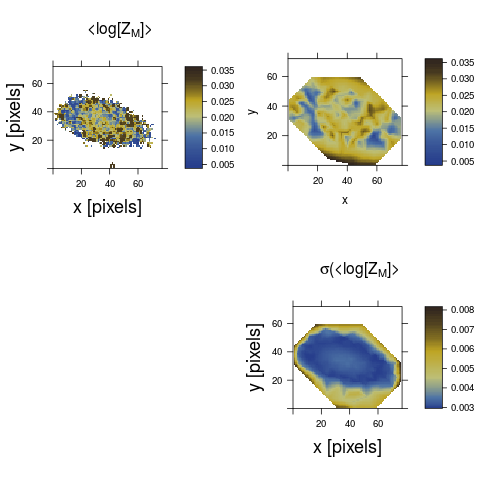 <log[Z_M]>
60
40
20
20 40 60
y [pixels]
x [pixels]
0.035
0.030
0.025
0.020
0.015
0.010
0.005
60
40
20
20 40 60
y
x
0.035
0.030
0.025
0.020
0.015
0.010
0.005
σ(<log[Z_M]>
60
40
20
20 40 60
y [pixels]
x [pixels]
0.008
0.007
0.006
0.005
0.004
0.003